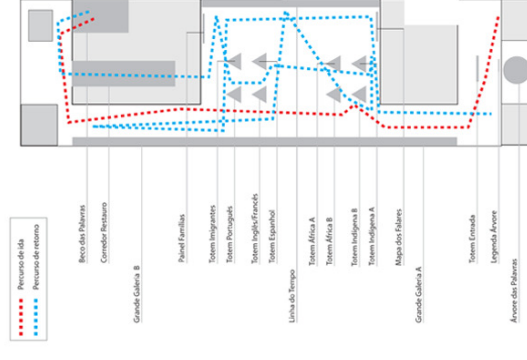 Percurso de ida
Percurso de retorno
Beco das Palavras
Corredor Restauro
Grande Galeria B
Painel Famílias
Totem Imigrantes
Totem Português
Totem Inglês/Francês
Totem Espanhol
Linha do Tempo
Totem África A
Totem África B
Totem Indígena B
Totem Indígena A
Mapa dos Falares
Grande Galeria A
Totem Entrada
Legenda Árvore
Árvore das Palavras